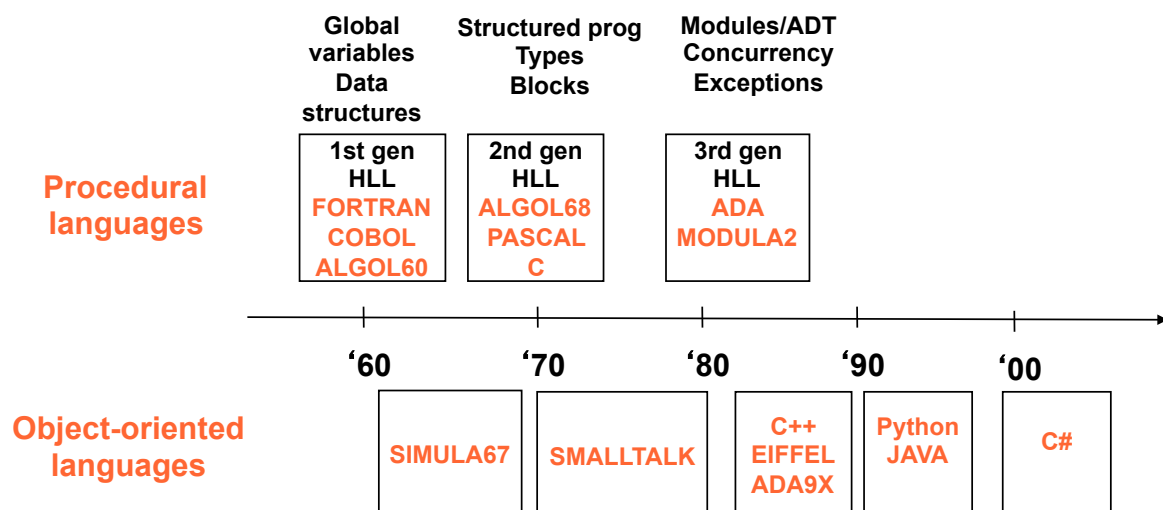 Global
variables
Data
structures
Structured prog
Types
Blocks
Modules/ADT
Concurrency
Exceptions
Procedural
languages
1st gen
HLL
FORTRAN
COBOL
ALGOL60
2nd gen
HLL
ALGOL68
PASCAL
C
3rd gen
HLL
ADA
MODULA2
‘60
‘70
‘80
‘90
‘00
Object-oriented
languages
SIMULA67
SMALLTALK
C++
EIFFEL
ADA9X
Python
JAVA
C#